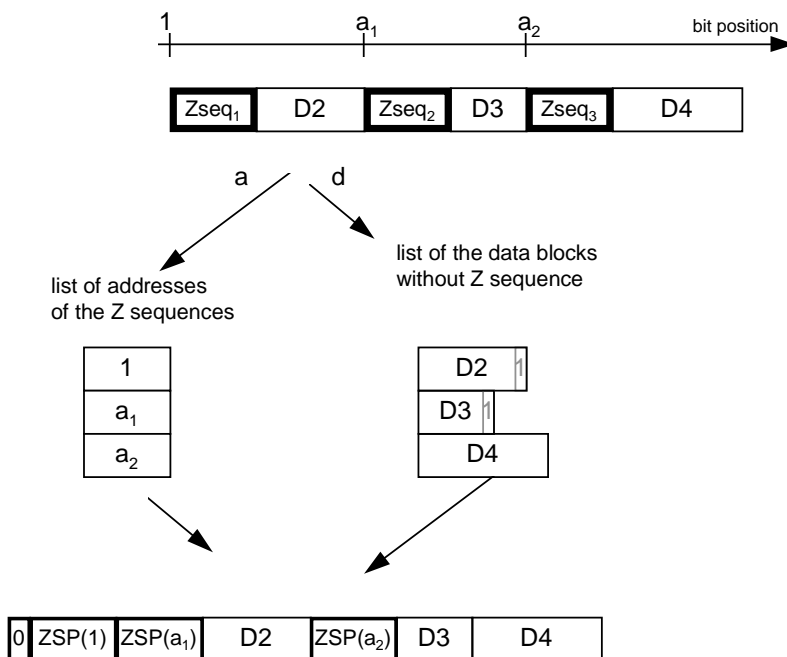 1 a₁ a₂ bit position
Zseq₁ D2 Zseq₂ D3 Zseq₃ D4
a d
list of the data blocks
without Z sequence
list of addresses
of the Z sequences
1
a₁
a₂
D2 1
D3 1
D4
0 ZSP(1) ZSP(a₁) D2 ZSP(a₂) D3 D4